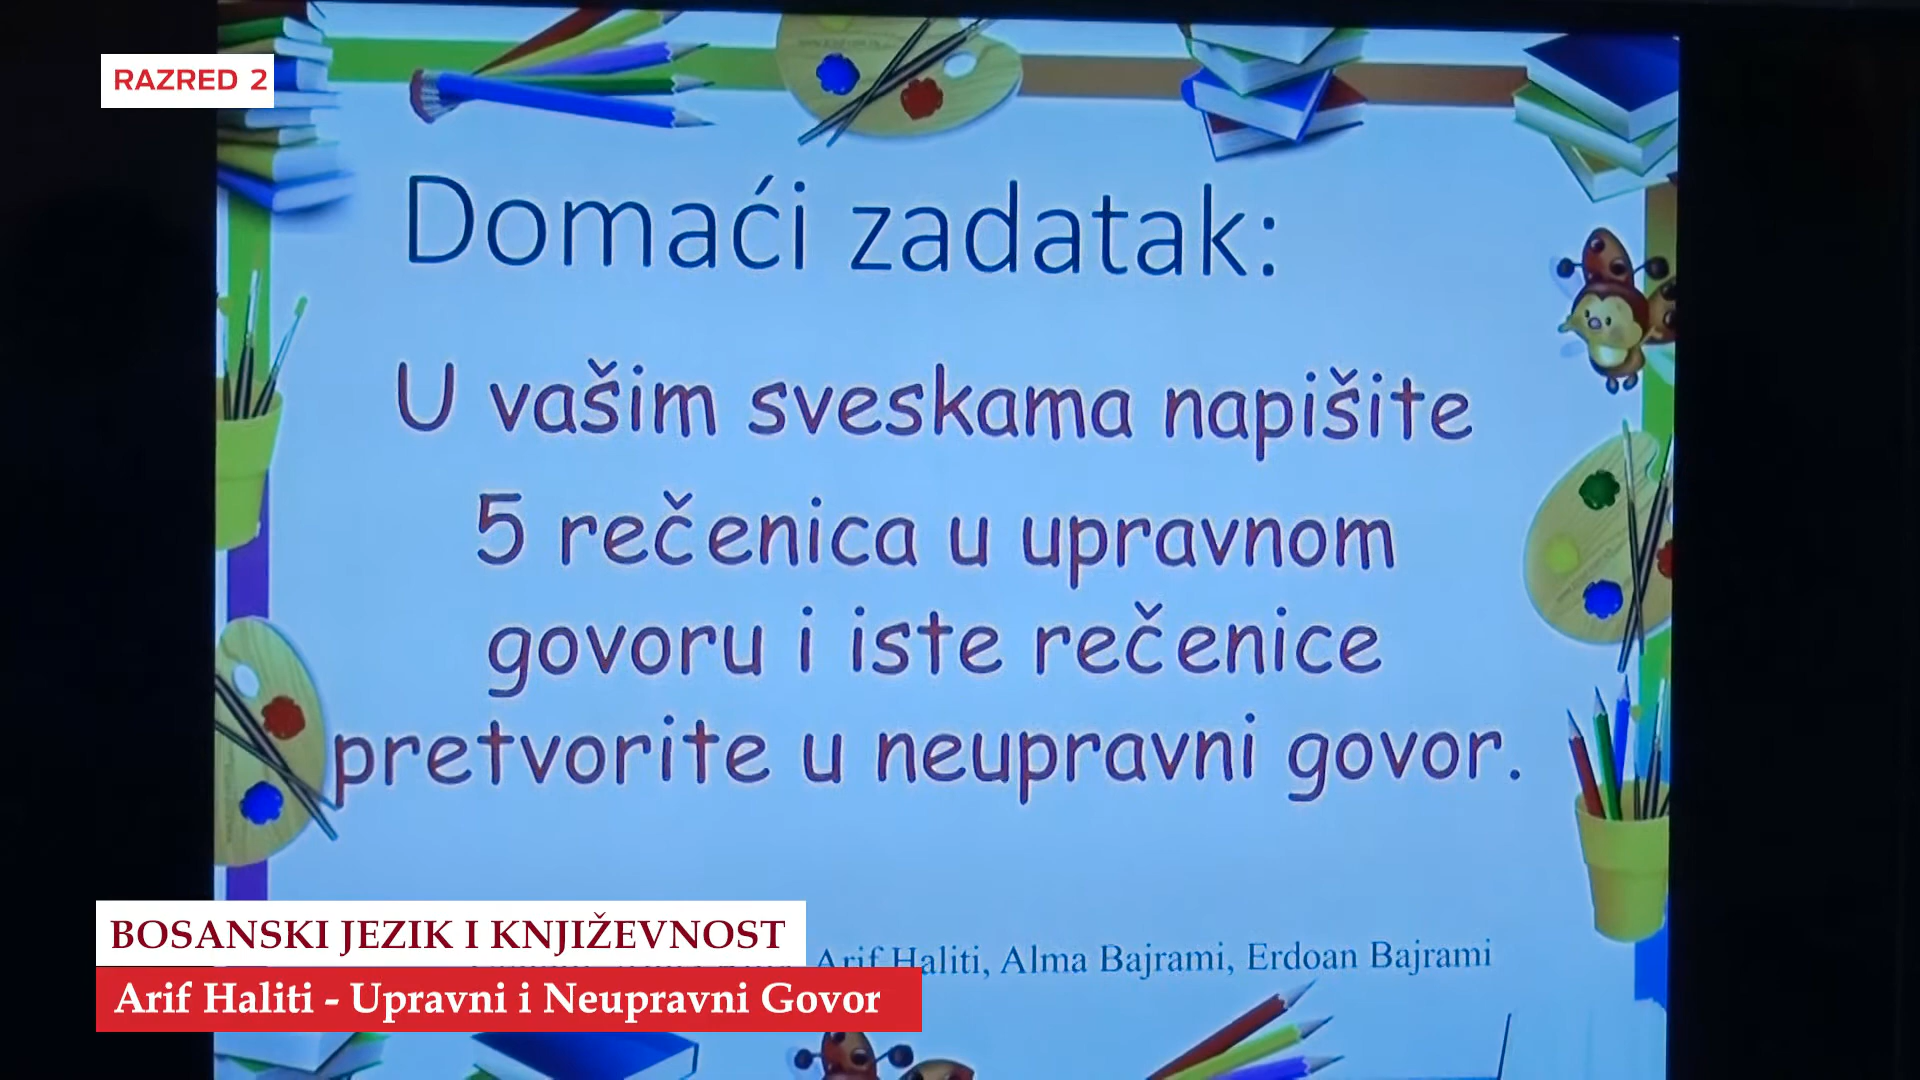 RAZRED 2
Domaći zadatak:
U vašim sveskama napišite
5 rečenica u upravnom
govoru i iste rečenice
pretvorite u neupravni govor.
Arif Haliti, Alma Bajrami, Erdoan Bajrami
BOSANSKI JEZIK I KNJIŽEVNOST
Arif Haliti - Upravni i Neupravni Govor